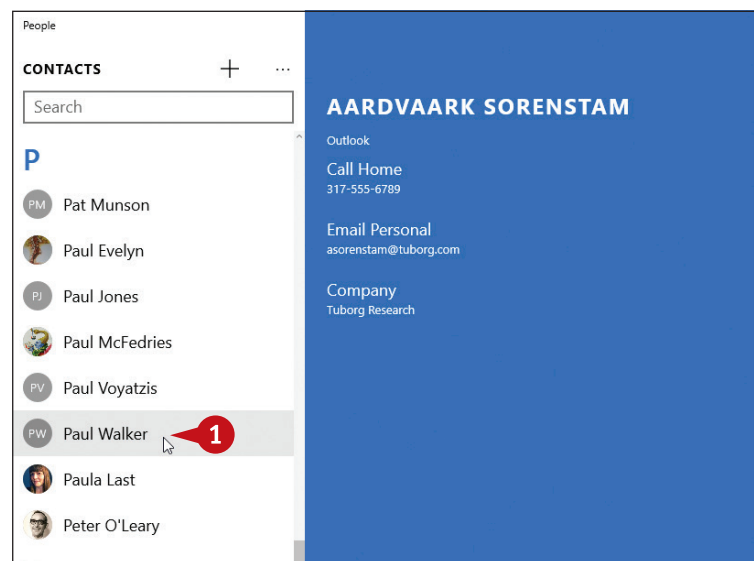 People
CONTACTS + ...
Search
P
PM Pat Munson
Paul Evelyn
PJ Paul Jones
Paul McFedries
PV Paul Voyatzis
PW Paul Walker 1
Paula Last
Peter O'Leary
AARDVAARK SORENSTAM
Outlook
Call Home
317-555-6789
Email Personal
asorenstam@tuborg.com
Company
Tuborg Research